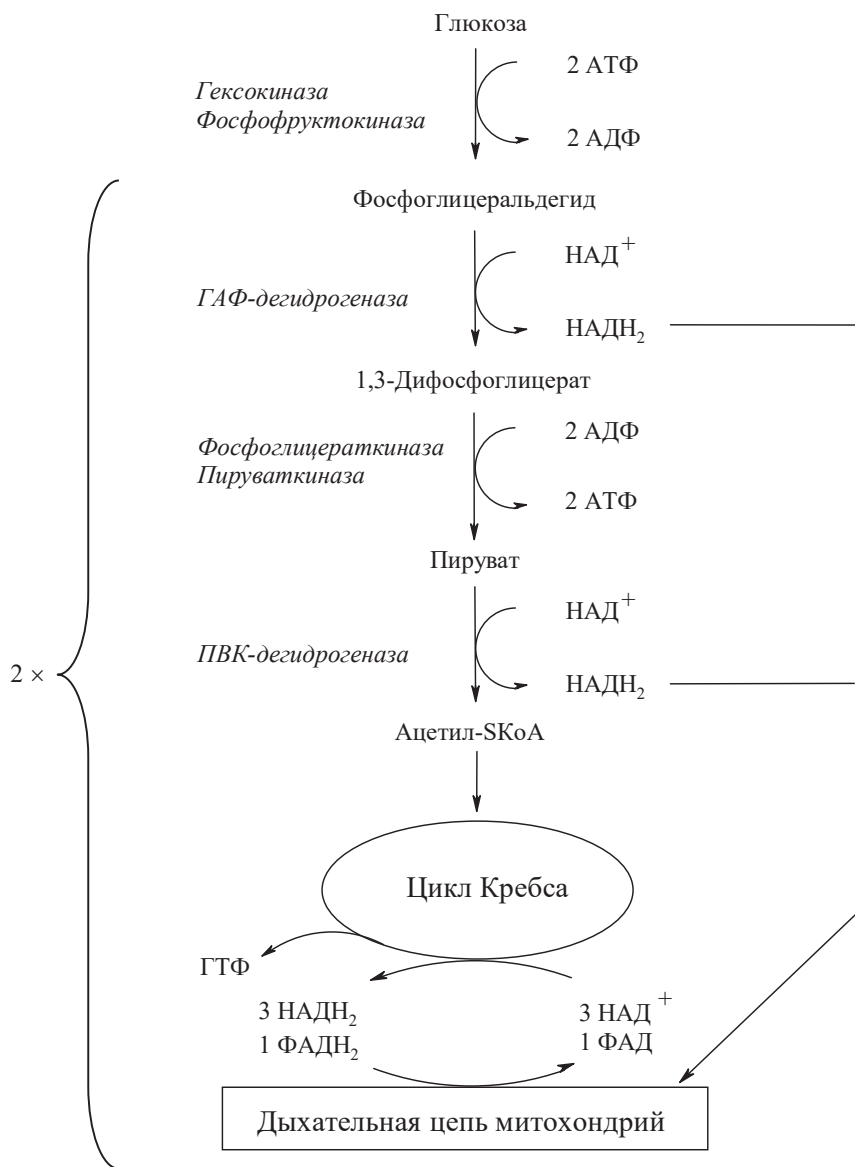 Глюкоза
2 АТФ
Гексокиназа
Фосфофруктокиназа
2 АДФ
Фосфоглицеральдегид
НАД+
ГАФ-дегидрогеназа
НАДН2
1,3-Дифосфоглицерат
2 АДФ
Фосфоглицераткиназа
Пируваткиназа
2 АТФ
Пируват
НАД+
ПВК-дегидрогеназа
2 ×
НАДН2
Ацетил-SКоА
Цикл Кребса
ГТФ
3 НАДН2
3 НАД+
1 ФАДН2
1 ФАД
Дыхательная цепь митохондрий